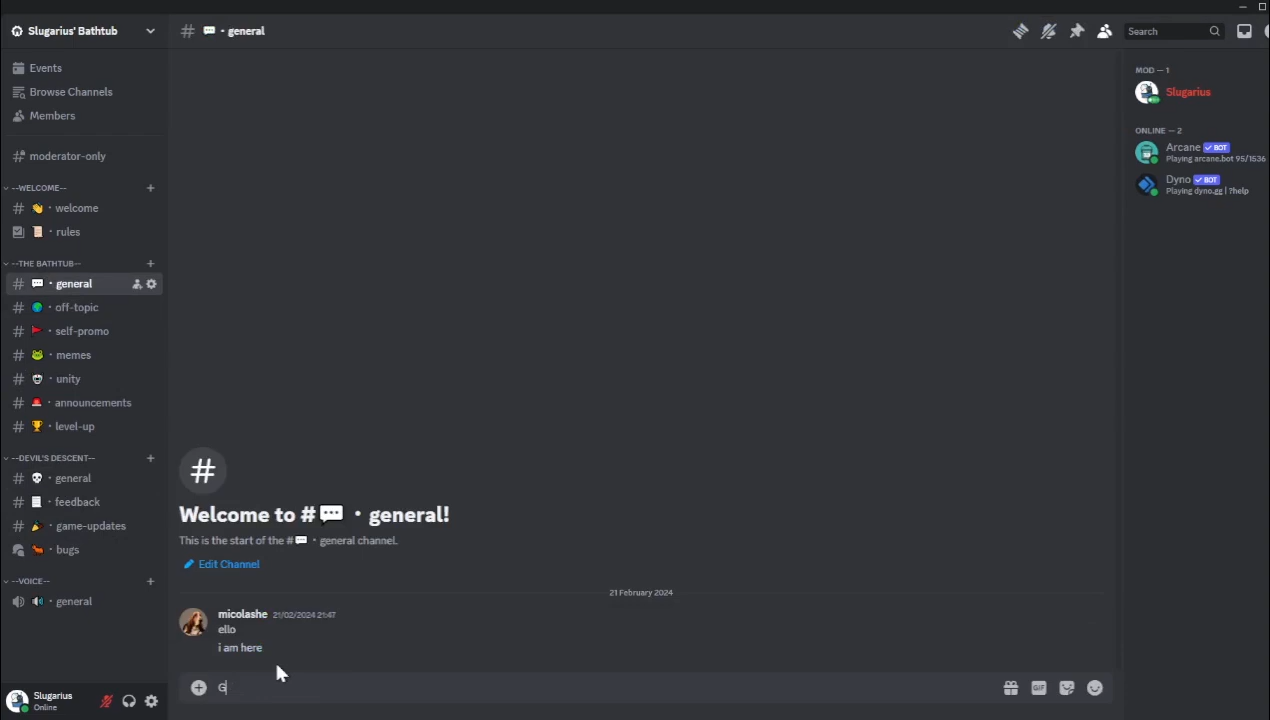 Slugarius' Bathtub
Events
Browse Channels
Members
moderator-only
--WELCOME--
welcome
rules
--THE BATHTUB--
general
off-topic
self-promo
memes
unity
announcements
level-up
--DEVIL'S DESCENT--
general
feedback
game-updates
bugs
--VOICE--
general
Slugarius
Online
# 💬・general
Search
# Welcome to #💬・general!
This is the start of the #💬・general channel.
Edit Channel
21 February 2024
micolashe 21/02/2024 21:47
ello
i am here
G
GIF
MOD — 1
Slugarius
ONLINE — 2
Arcane BOT
Playing arcane.bot 95/1536
Dyno BOT
Playing dyno.gg | ?help